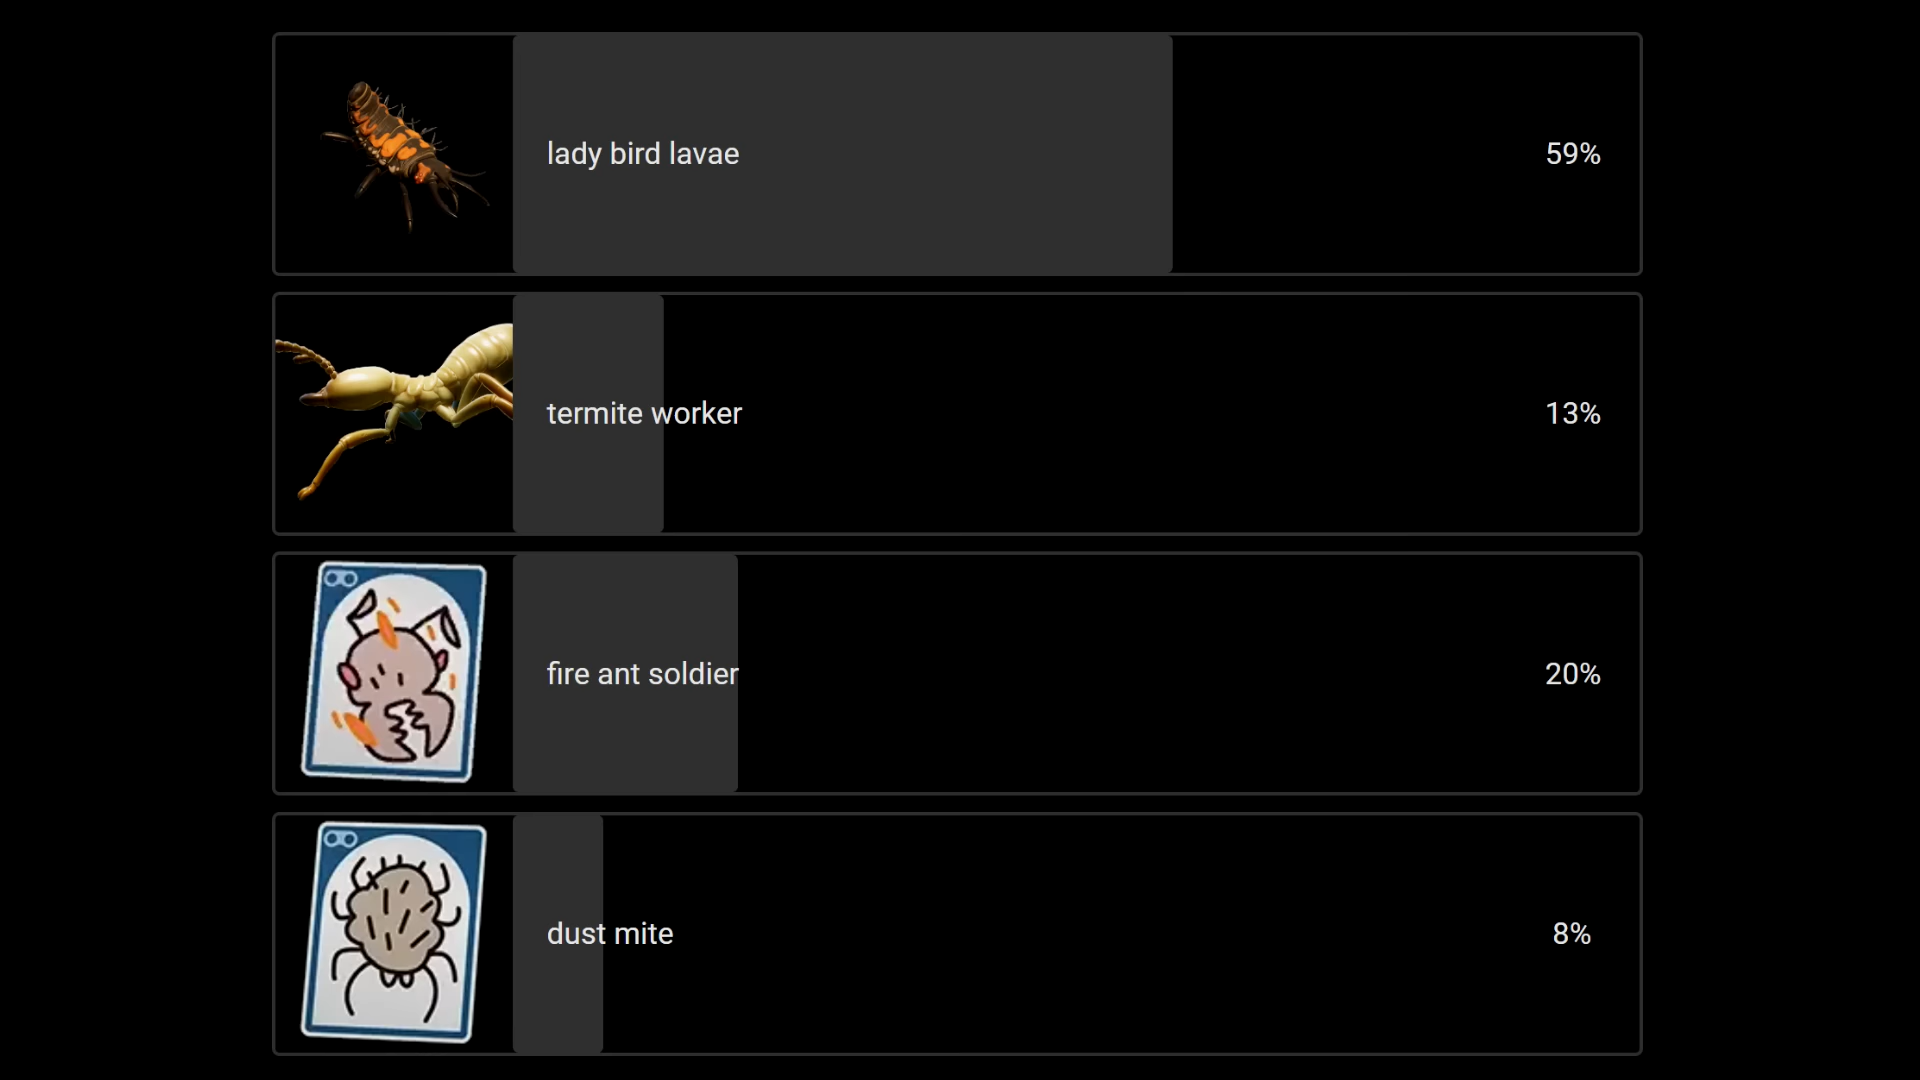 lady bird lavae
59%
termite worker
13%
fire ant soldier
20%
dust mite
8%